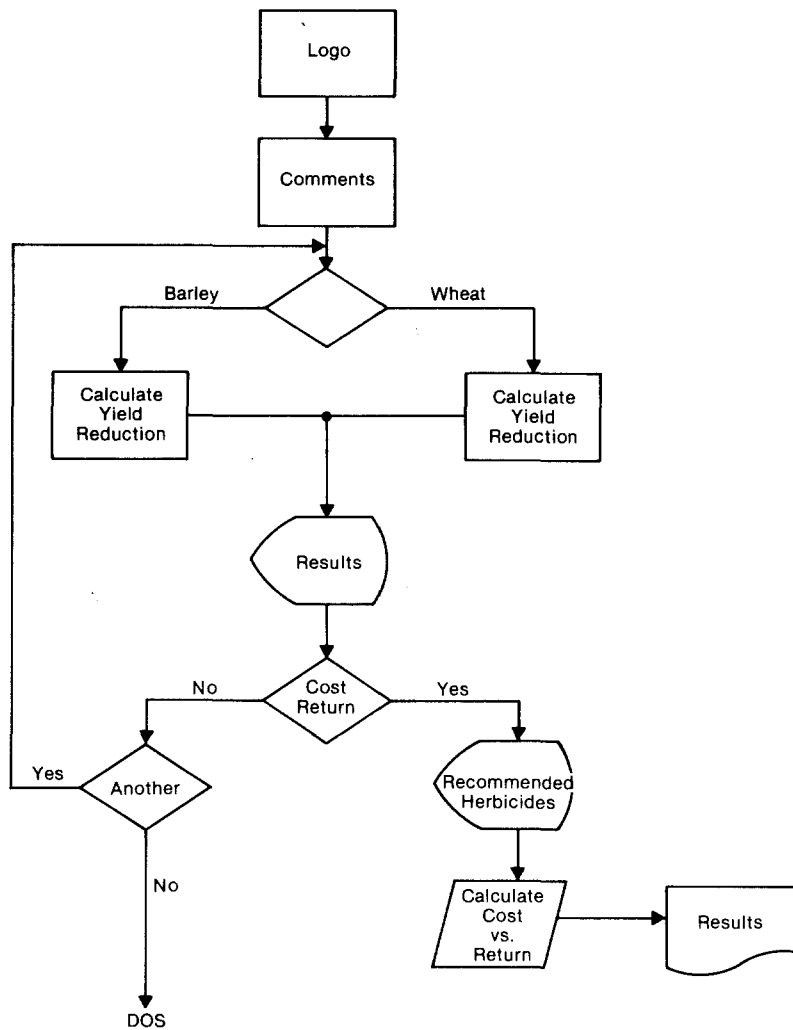 Logo
Comments
Barley
Wheat
Calculate
Yield
Reduction
Calculate
Yield
Reduction
Results
No
Cost
Return
Yes
Yes
Another
Recommended
Herbicides
No
Calculate
Cost
vs.
Return
Results
DOS